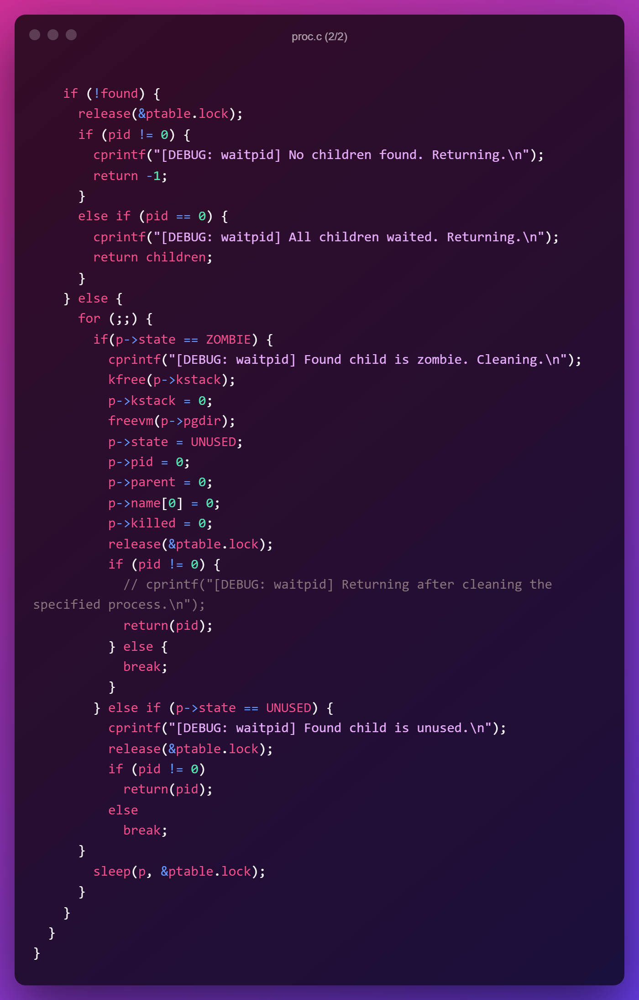 proc.c (2/2)
    if (!found) {
      release(&ptable.lock);
      if (pid != 0) {
        cprintf("[DEBUG: waitpid] No children found. Returning.\n");
        return -1;
      }
      else if (pid == 0) {
        cprintf("[DEBUG: waitpid] All children waited. Returning.\n");
        return children;
      }
    } else {
      for (;;) {
        if(p->state == ZOMBIE) {
          cprintf("[DEBUG: waitpid] Found child is zombie. Cleaning.\n");
          kfree(p->kstack);
          p->kstack = 0;
          freevm(p->pgdir);
          p->state = UNUSED;
          p->pid = 0;
          p->parent = 0;
          p->name[0] = 0;
          p->killed = 0;
          release(&ptable.lock);
          if (pid != 0) {
            // cprintf("[DEBUG: waitpid] Returning after cleaning the
specified process.\n");
            return(pid);
          } else {
            break;
          }
        } else if (p->state == UNUSED) {
          cprintf("[DEBUG: waitpid] Found child is unused.\n");
          release(&ptable.lock);
          if (pid != 0)
            return(pid);
          else
            break;
      }
        sleep(p, &ptable.lock);
      }
    }
  }
}